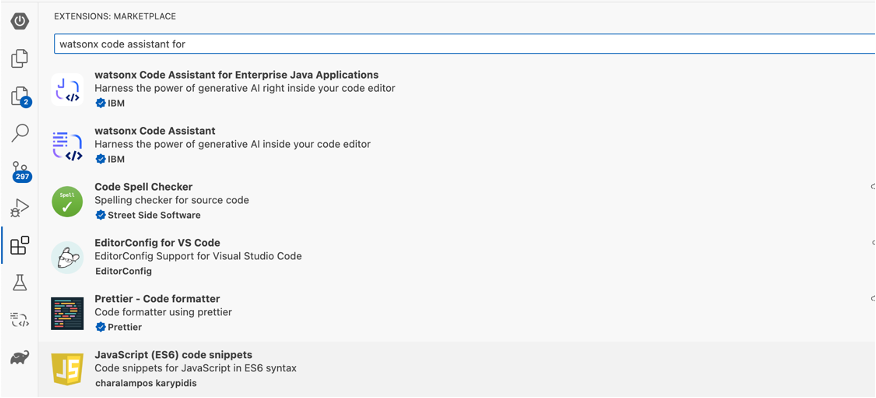 EXTENSIONS: MARKETPLACE
watsonx code assistant for
watsonx Code Assistant for Enterprise Java Applications
Harness the power of generative AI right inside your code editor
IBM
watsonx Code Assistant
Harness the power of generative AI inside your code editor
IBM
2
297
Spell
Code Spell Checker
Spelling checker for source code
Street Side Software
EditorConfig for VS Code
EditorConfig Support for Visual Studio Code
EditorConfig
Prettier - Code formatter
Code formatter using prettier
Prettier
JS
JavaScript (ES6) code snippets
Code snippets for JavaScript in ES6 syntax
charalampos karypidis